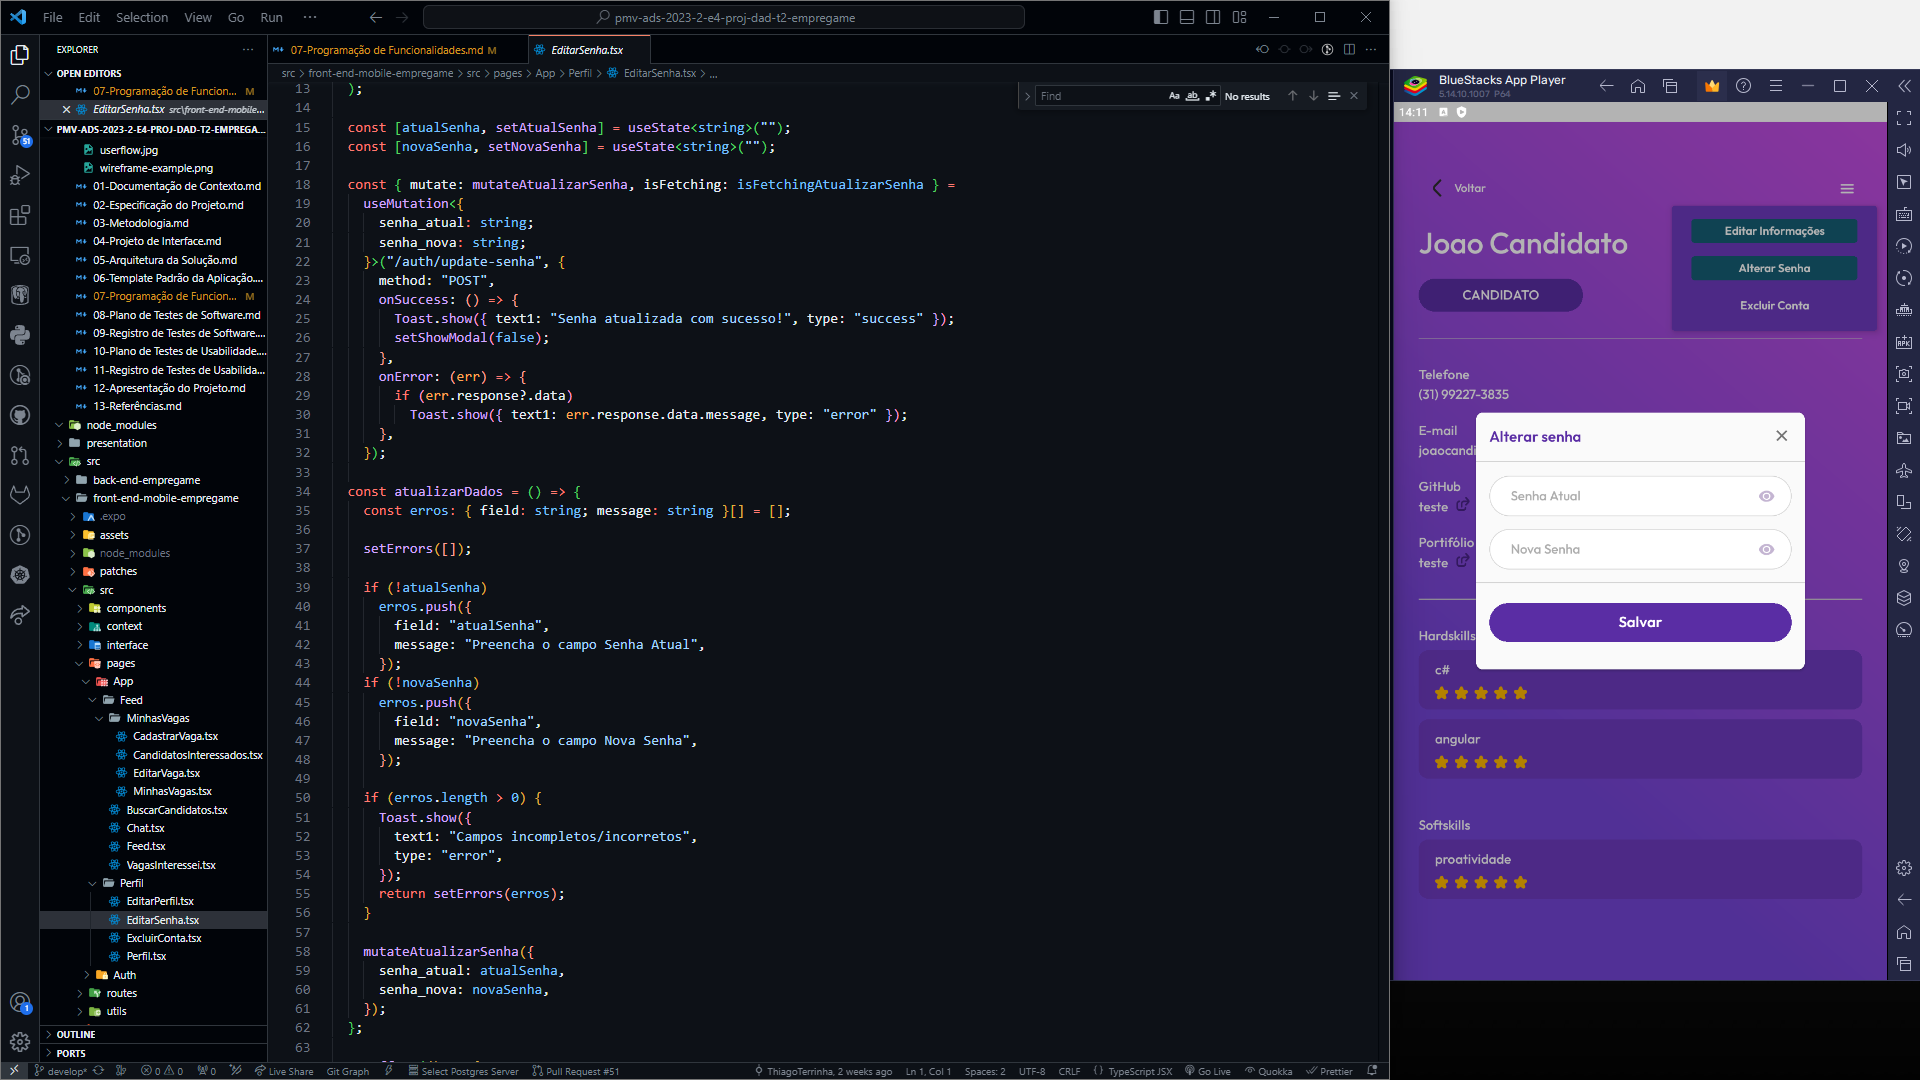 File Edit Selection View Go Run ···
pmv-ads-2023-2-e4-proj-dad-t2-empregame
EXPLORER
OPEN EDITORS
07-Programação de Funcion... M
EditarSenha.tsx src\front-end-mobile...
PMV-ADS-2023-2-E4-PROJ-DAD-T2-EMPREGA...
userflow.jpg
wireframe-example.png
01-Documentação de Contexto.md
02-Especificação do Projeto.md
03-Metodologia.md
04-Projeto de Interface.md
05-Arquitetura da Solução.md
06-Template Padrão da Aplicação....
07-Programação de Funcion... M
08-Plano de Testes de Software.md
09-Registro de Testes de Software....
10-Plano de Testes de Usabilidade....
11-Registro de Testes de Usabilida...
12-Apresentação do Projeto.md
13-Referências.md
node_modules
presentation
src
back-end-empregame
front-end-mobile-empregame
.expo
assets
node_modules
patches
src
components
context
interface
pages
App
Feed
MinhasVagas
CadastrarVaga.tsx
CandidatosInteressados.tsx
EditarVaga.tsx
MinhasVagas.tsx
BuscarCandidatos.tsx
Chat.tsx
Feed.tsx
VagasInteressei.tsx
Perfil
EditarPerfil.tsx
EditarSenha.tsx
ExcluirConta.tsx
Perfil.tsx
Auth
routes
utils
OUTLINE
PORTS
07-Programação de Funcionalidades.md M
EditarSenha.tsx
src > front-end-mobile-empregame > src > pages > App > Perfil > EditarSenha.tsx > ...
Find Aa ab No results
13 );
14
15 const [atualSenha, setAtualSenha] = useState<string>("");
16 const [novaSenha, setNovaSenha] = useState<string>("");
17
18 const { mutate: mutateAtualizarSenha, isFetching: isFetchingAtualizarSenha } =
19 useMutation<{
20 senha_atual: string;
21 senha_nova: string;
22 }>("/auth/update-senha", {
23 method: "POST",
24 onSuccess: () => {
25 Toast.show({ text1: "Senha atualizada com sucesso!", type: "success" });
26 setShowModal(false);
27 },
28 onError: (err) => {
29 if (err.response?.data)
30 Toast.show({ text1: err.response.data.message, type: "error" });
31 },
32 });
33
34 const atualizarDados = () => {
35 const erros: { field: string; message: string }[] = [];
36
37 setErrors([]);
38
39 if (!atualSenha)
40 erros.push({
41 field: "atualSenha",
42 message: "Preencha o campo Senha Atual",
43 });
44 if (!novaSenha)
45 erros.push({
46 field: "novaSenha",
47 message: "Preencha o campo Nova Senha",
48 });
49
50 if (erros.length > 0) {
51 Toast.show({
52 text1: "Campos incompletos/incorretos",
53 type: "error",
54 });
55 return setErrors(erros);
56 }
57
58 mutateAtualizarSenha({
59 senha_atual: atualSenha,
60 senha_nova: novaSenha,
61 });
62 };
63
develop* 0 0 0 Live Share Git Graph Select Postgres Server Pull Request #51 ThiagoTerrinha, 2 weeks ago Ln 1, Col 1 Spaces: 2 UTF-8 CRLF TypeScript JSX Go Live Quokka Prettier
BlueStacks App Player
5.14.10.1007 P64
14:11
Voltar
Joao Candidato
CANDIDATO
Editar Informações
Alterar Senha
Excluir Conta
Telefone
(31) 99227-3835
E-mail
joaocandi
GitHub
teste
Portifólio
teste
Alterar senha
Senha Atual
Nova Senha
Salvar
Hardskills
c#
angular
Softskills
proatividade